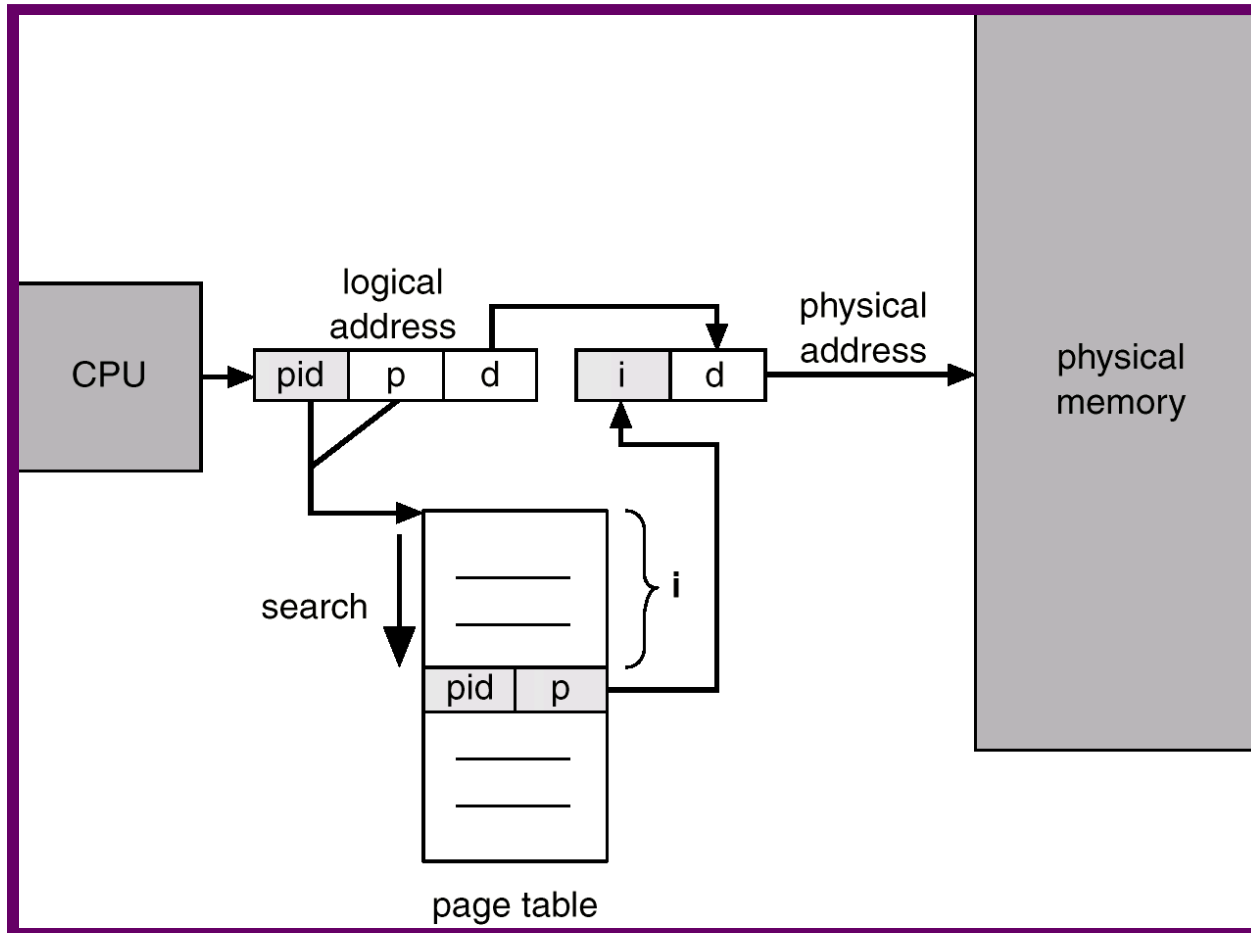 logical
address
physical
address
CPU
pid p d
i d
physical
memory
search
i
pid p
page table